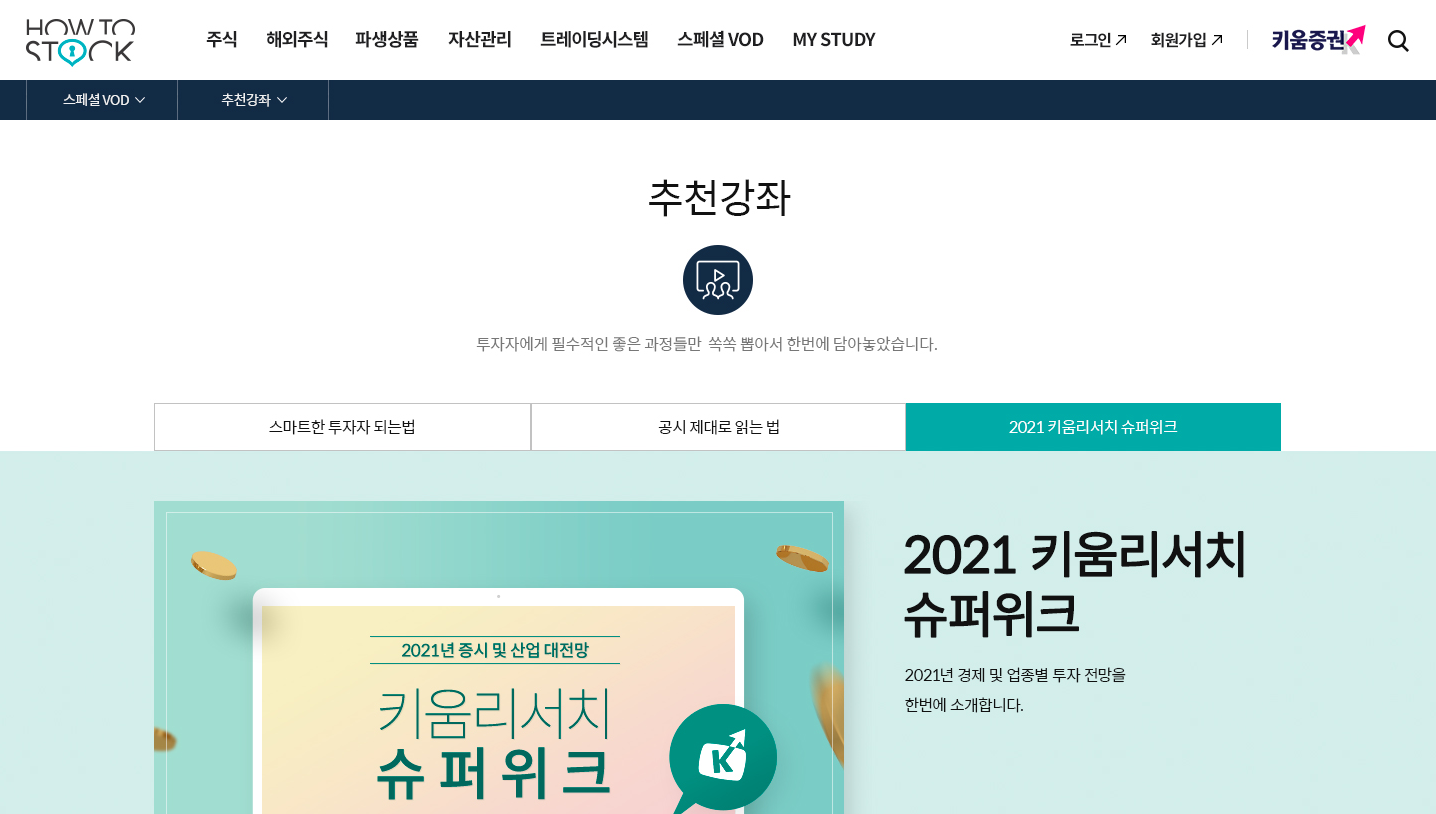 HOW TO
STOCK
주식 해외주식 파생상품 자산관리 트레이딩시스템 스페셜 VOD MY STUDY
로그인 회원가입 키움증권
스페셜 VOD 추천강좌
추천강좌
투자자에게 필수적인 좋은 과정들만 쏙쏙 뽑아서 한번에 담아놓았습니다.
스마트한 투자자 되는법 공시 제대로 읽는 법 2021 키움리서치 슈퍼위크
2021년 증시 및 산업 대전망
키움리서치
슈퍼위크
K
2021 키움리서치
슈퍼위크
2021년 경제 및 업종별 투자 전망을
한번에 소개합니다.